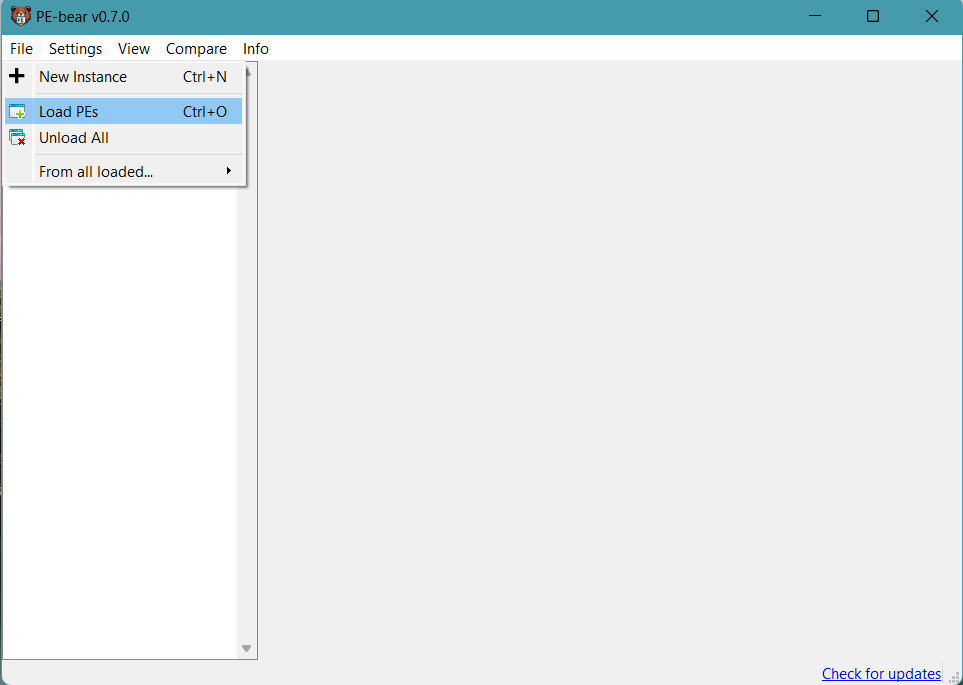 PE-bear v0.7.0
File Settings View Compare Info
New Instance Ctrl+N
Load PEs Ctrl+O
Unload All
From all loaded...
Check for updates